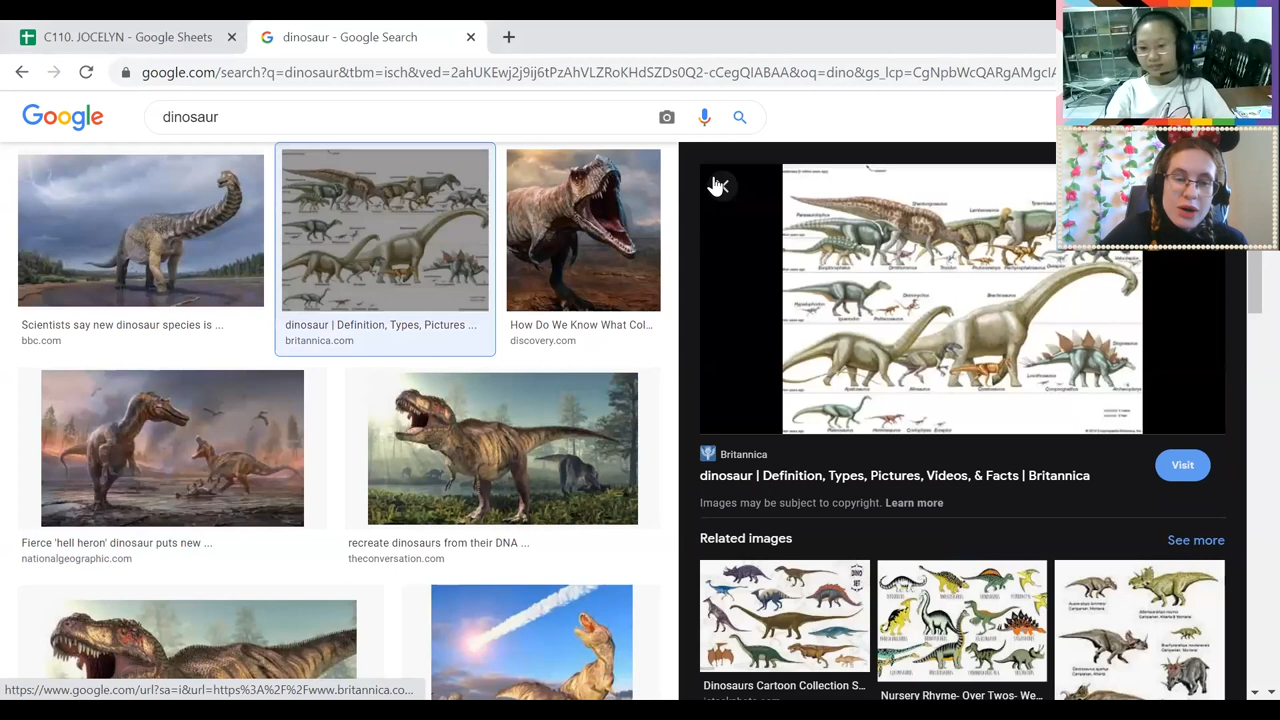 C110. JOCELYN - Google Sheets
dinosaur - Google Search
google.com/search?q=dinosaur&tbm=isch&ved=2ahUKEwj2j9ij6tPzAhVLZRoKHdSZDs0Q2-cCegQIABAA&oq=dino&gs_lcp=CgNpbWcQARgAMgcIA
Google
dinosaur
Scientists say new dinosaur species is ...
bbc.com
dinosaur | Definition, Types, Pictures ...
britannica.com
How Do We Know What Col...
discovery.com
Fierce 'hell heron' dinosaur puts new ...
nationalgeographic.com
recreate dinosaurs from their DNA ...
theconversation.com
Britannica
dinosaur | Definition, Types, Pictures, Videos, & Facts | Britannica
Visit
Images may be subject to copyright. Learn more
Related images
See more
DINO
SET
Dinosaurs Cartoon Collection S...
Nursery Rhyme- Over Twos- We...
https://www.google.com/url?sa=i&url=https%3A%2F%2Fwww.britannica.co...